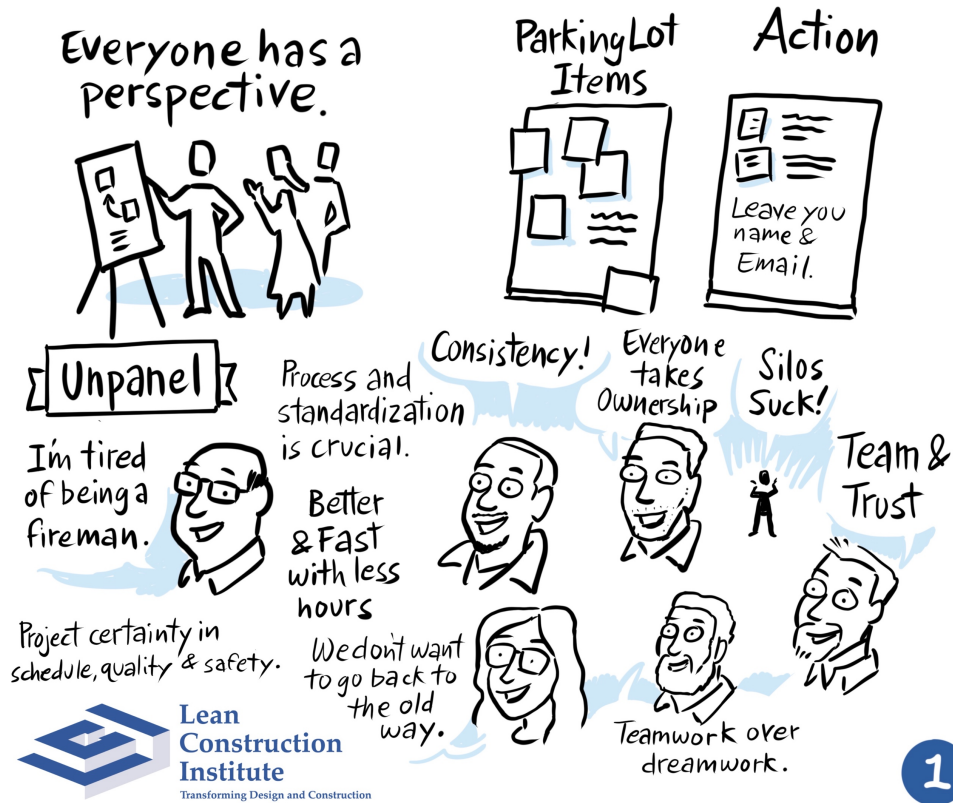 Everyone has a
perspective.
Parking Lot
Items
Action
Leave you
name &
Email.
Unpanel
I'm tired
of being a
fireman.
Project certainty in
schedule, quality & safety.
Process and
standardization
is crucial.
Better
& Fast
with less
hours
Consistency!
Everyone
takes
Ownership
Silos
Suck!
Team &
Trust
We don't want
to go back to
the old
way.
Teamwork over
dreamwork.
Lean
Construction
Institute
Transforming Design and Construction
1